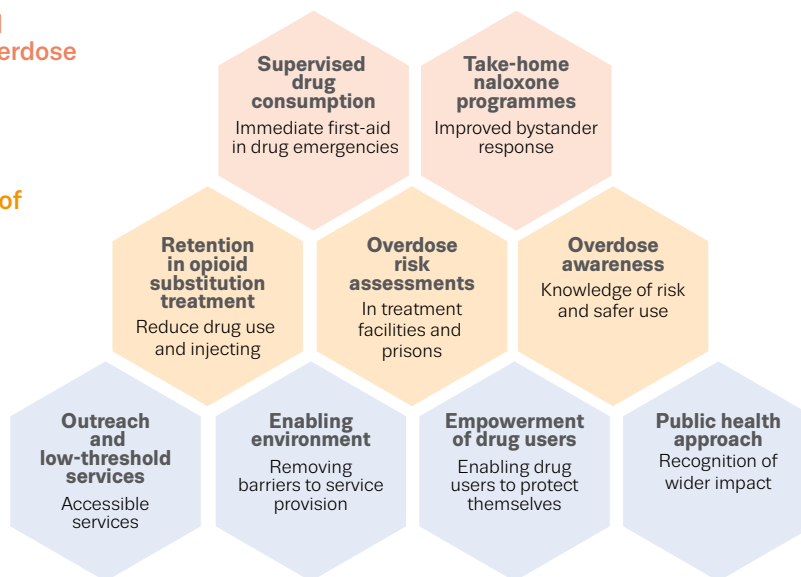 erdose
of
Supervised
drug
consumption
Immediate first-aid
in drug emergencies
Take-home
naloxone
programmes
Improved bystander
response
Retention
in opioid
substitution
treatment
Reduce drug use
and injecting
Overdose
risk
assessments
In treatment
facilities and
prisons
Overdose
awareness
Knowledge of risk
and safer use
Outreach
and
low-threshold
services
Accessible
services
Enabling
environment
Removing
barriers to service
provision
Empowerment
of drug users
Enabling drug
users to protect
themselves
Public health
approach
Recognition of
wider impact